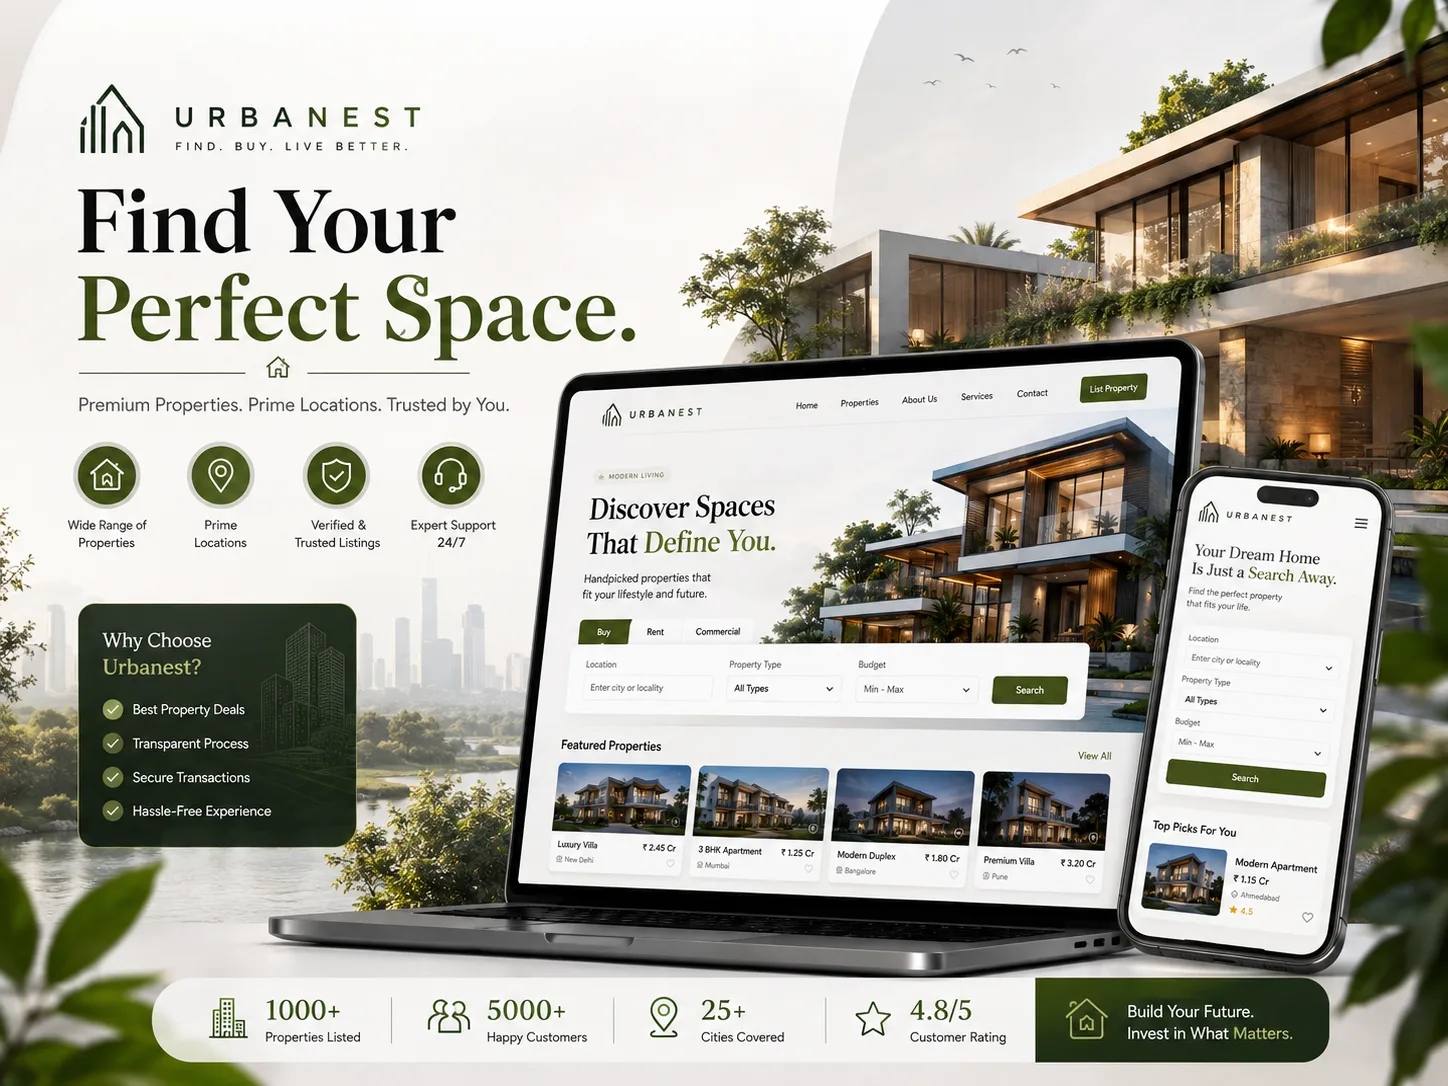 URBANEST
FIND. BUY. LIVE BETTER.
Find Your
Perfect Space.
Premium Properties. Prime Locations. Trusted by You.
Wide Range of
Properties
Prime
Locations
Verified &
Trusted Listings
Expert Support
24/7
Why Choose
Urbanest?
Best Property Deals
Transparent Process
Secure Transactions
Hassle-Free Experience
URBANEST
Home
Properties
About Us
Services
Contact
List Property
MODERN LIVING
Discover Spaces
That Define You.
Handpicked properties that
fit your lifestyle and future.
Buy
Rent
Commercial
Location
Enter city or locality
Property Type
All Types
Budget
Min - Max
Search
Featured Properties
View All
Luxury Villa
₹ 2.45 Cr
New Delhi
3 BHK Apartment
₹ 1.25 Cr
Mumbai
Modern Duplex
₹ 1.80 Cr
Bangalore
Premium Villa
₹ 3.20 Cr
Pune
URBANEST
Your Dream Home
Is Just a Search Away.
Find the perfect property
that fits your life.
Location
Enter city or locality
Property Type
All Types
Budget
Min - Max
Search
Top Picks For You
Modern Apartment
₹ 1.15 Cr
Ahmedabad
4.5
1000+
Properties Listed
5000+
Happy Customers
25+
Cities Covered
4.8/5
Customer Rating
Build Your Future.
Invest in What Matters.